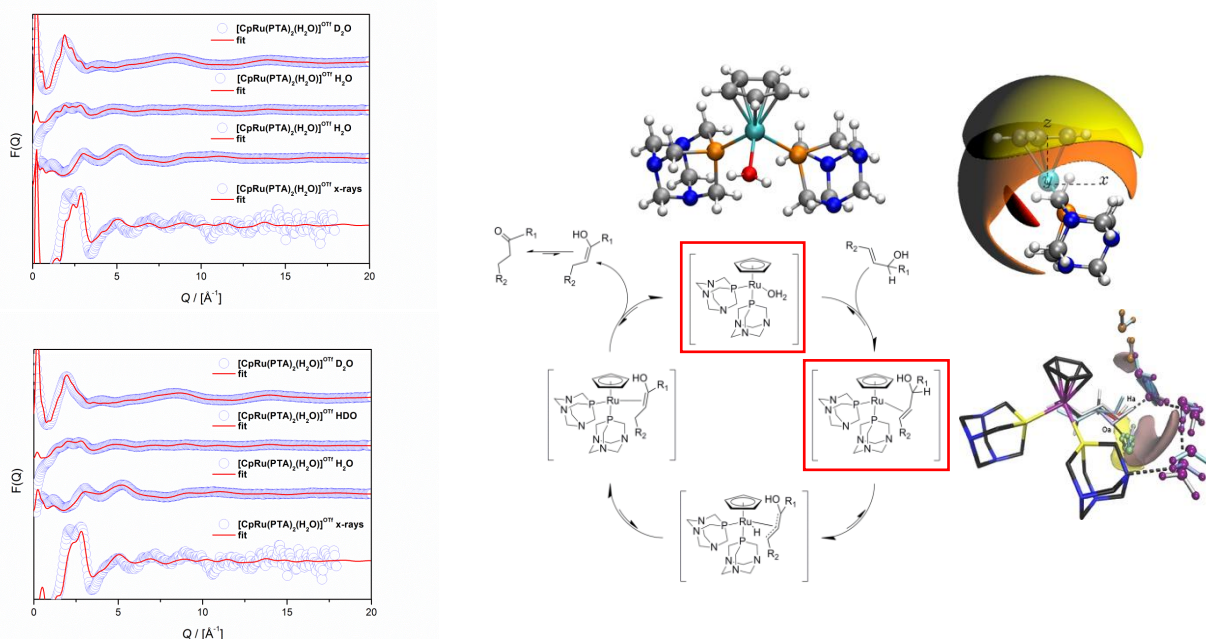 [CpRu(PTA)₂(H₂O)]ᴼᵀᶠ D₂O
fit
[CpRu(PTA)₂(H₂O)]ᴼᵀᶠ H₂O
fit
[CpRu(PTA)₂(H₂O)]ᴼᵀᶠ H₂O
fit
[CpRu(PTA)₂(H₂O)]ᴼᵀᶠ x-rays
fit
F(Q)
0 5 10 15 20
Q / [Å⁻¹]
[CpRu(PTA)₂(H₂O)]ᴼᵀᶠ D₂O
fit
[CpRu(PTA)₂(H₂O)]ᴼᵀᶠ HDO
fit
[CpRu(PTA)₂(H₂O)]ᴼᵀᶠ H₂O
fit
[CpRu(PTA)₂(H₂O)]ᴼᵀᶠ x-rays
fit
F(Q)
0 5 10 15 20
Q / [Å⁻¹]
O
R₁
R₂
HO
R₁
R₂
Ru
OH₂
P
P
N
N
N
N
N
N
R₂
OH
R₁
H
HO
R₁
Ru
P
P
R₂
N
N
N
N
N
N
HO
R₁
H
Ru
P
P
R₂
N
N
N
N
N
N
HO
R₁
Ru
H
P
P
R₂
N
N
N
N
N
N
z
y
x
Ha
Oa